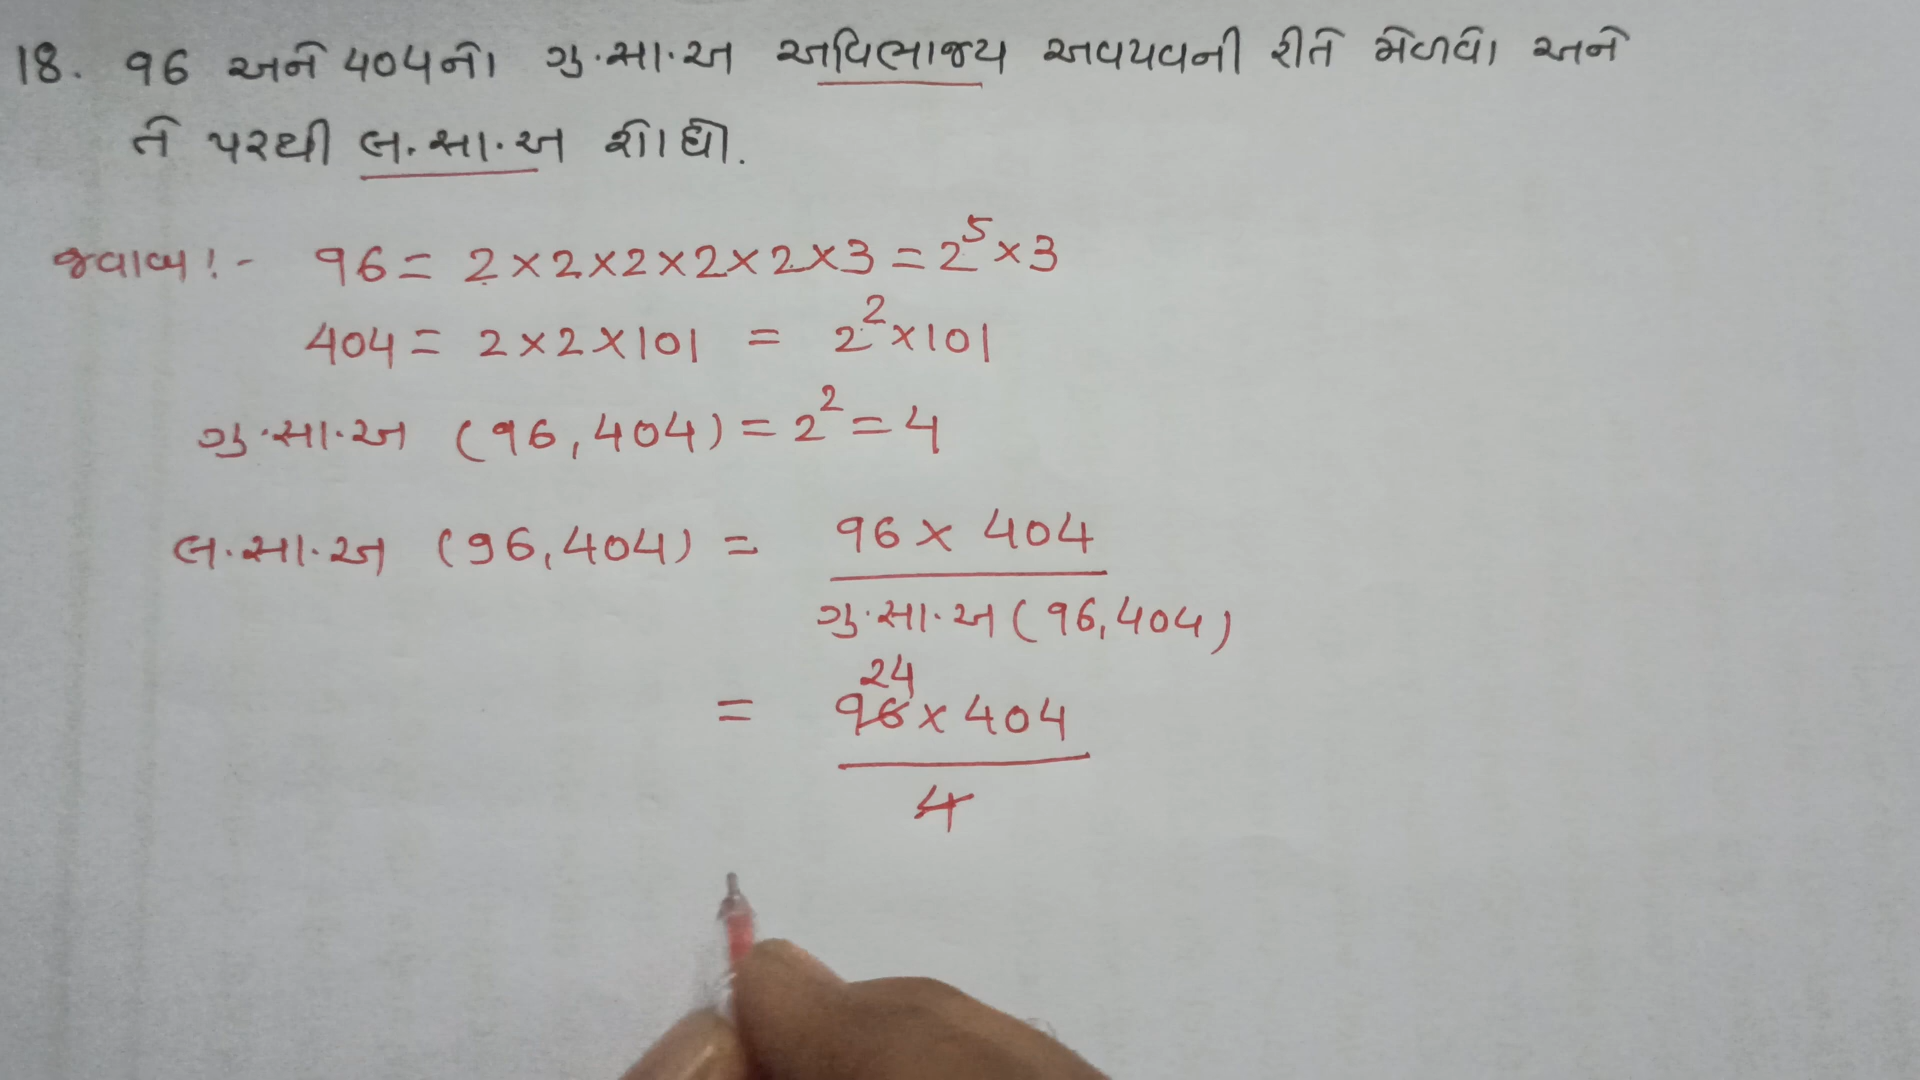 18. 96 અને 404નો ગુ.સા.અ અવિભાજ્ય અવયવની રીતે મેળવો અને
તે પરથી લ.સા.અ શોધો.
જવાબ :- 96 = 2 × 2 × 2 × 2 × 2 × 3 = 2⁵ × 3
404 = 2 × 2 × 101 = 2² × 101
ગુ.સા.અ (96, 404) = 2² = 4
લ.સા.અ (96, 404) = 96 × 404
ગુ.સા.અ (96, 404)
24
= 96 × 404
4